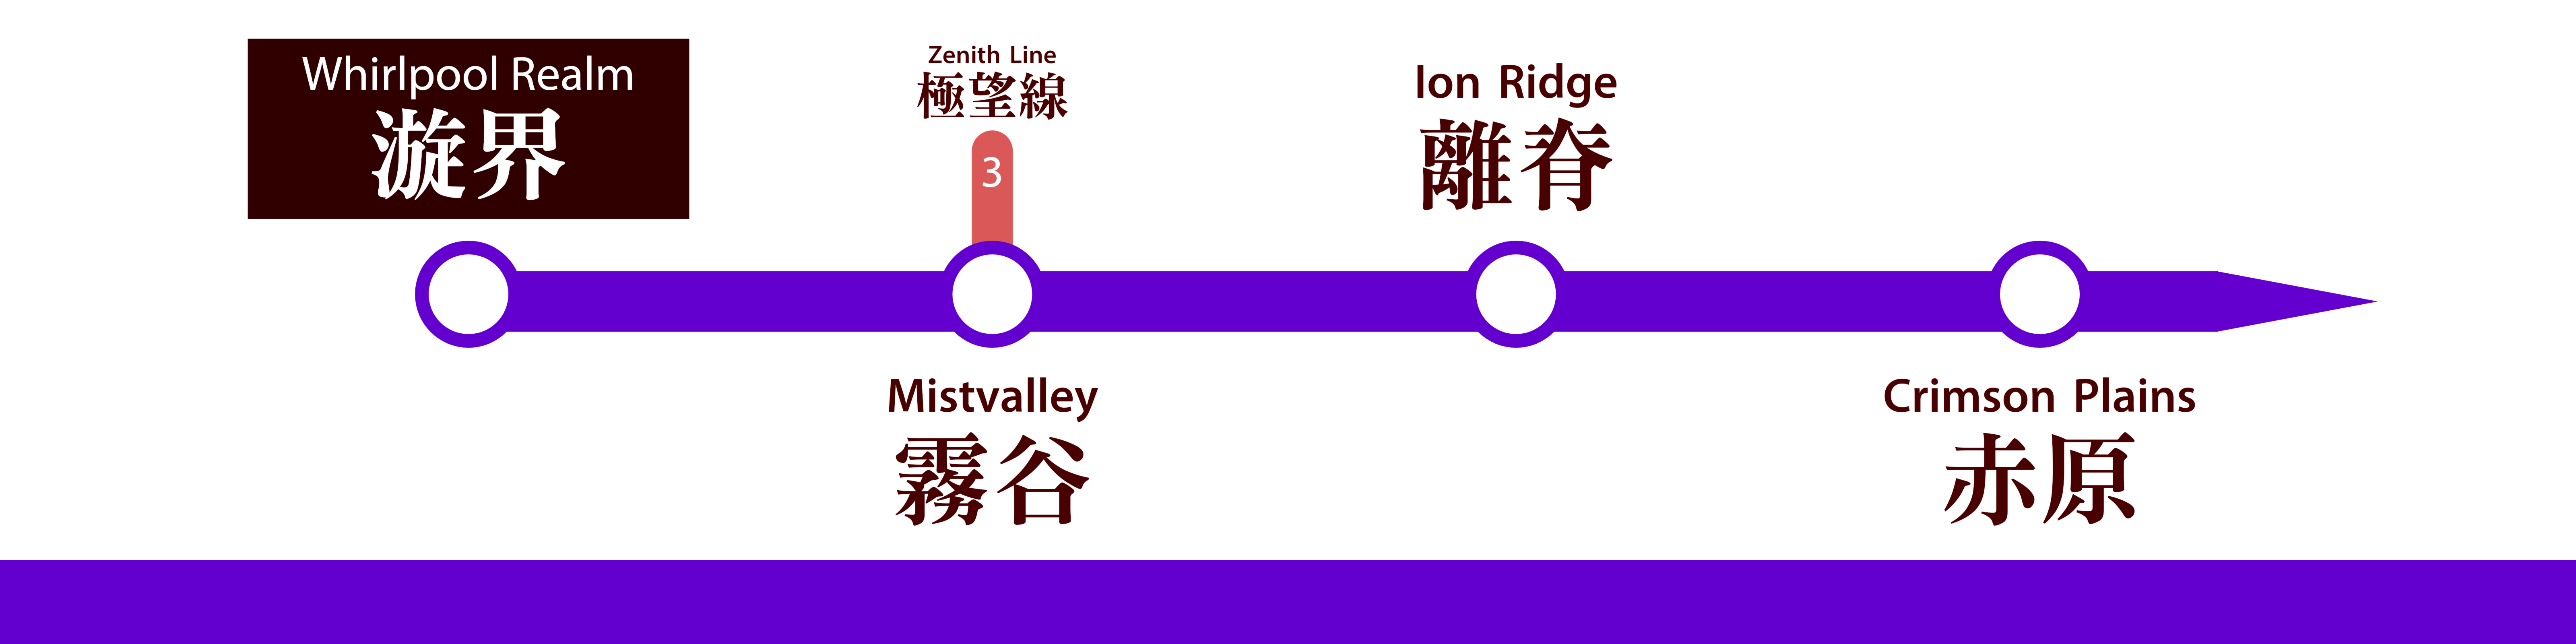 Whirlpool Realm
漩界
Zenith Line
極望線
3
Mistvalley
霧谷
Ion Ridge
離脊
Crimson Plains
赤原